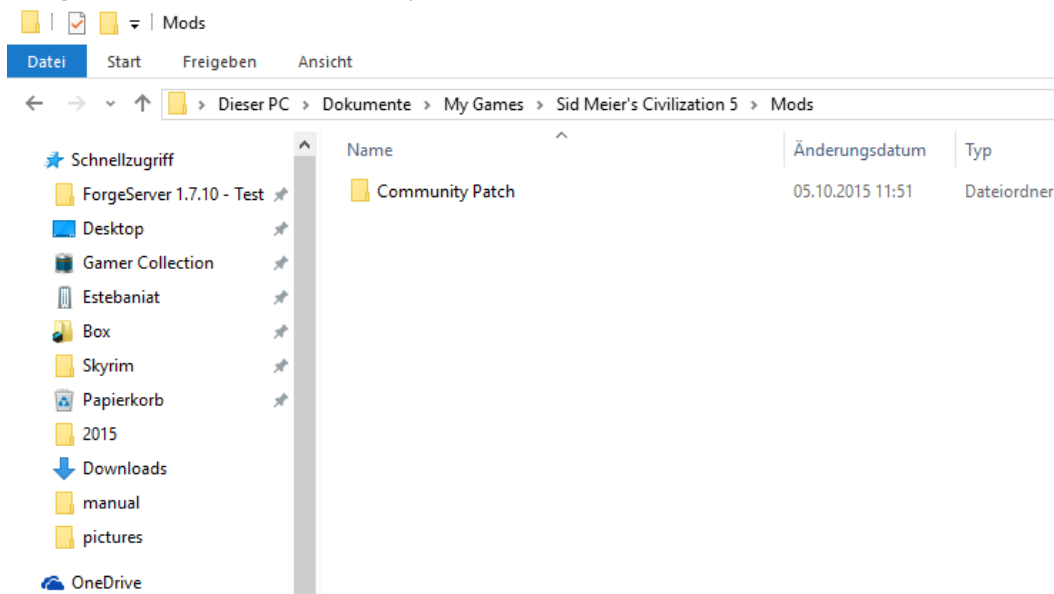 Mods
Datei Start Freigeben Ansicht
Dieser PC > Dokumente > My Games > Sid Meier's Civilization 5 > Mods
Name Änderungsdatum Typ
Community Patch 05.10.2015 11:51 Dateiordner
Schnellzugriff
ForgeServer 1.7.10 - Test
Desktop
Gamer Collection
Estebaniat
Box
Skyrim
Papierkorb
2015
Downloads
manual
pictures
OneDrive